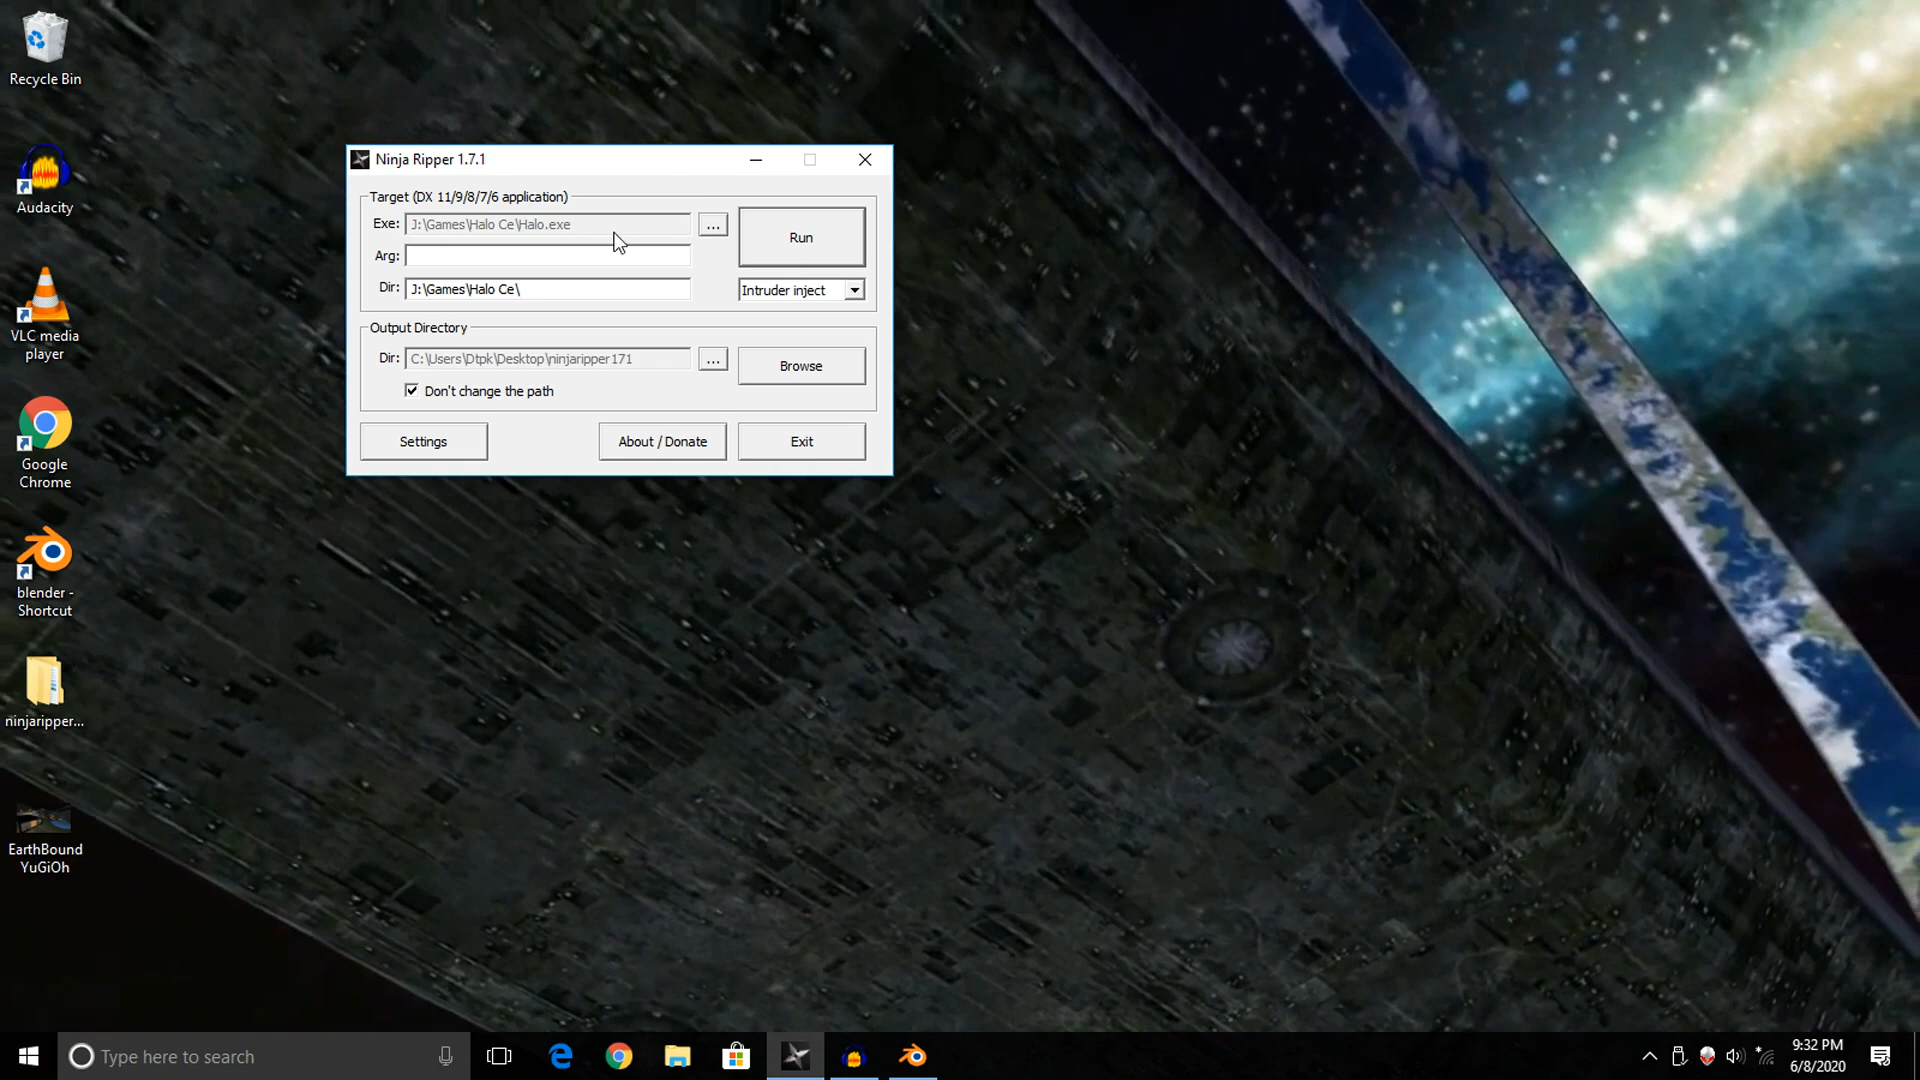 Recycle Bin
Audacity
VLC media
player
Google
Chrome
blender -
Shortcut
ninjaripper...
EarthBound
YuGiOh
Ninja Ripper 1.7.1
Target (DX 11/9/8/7/6 application)
Exe: J:\Games\Halo Ce\Halo.exe ... Run
Arg:
Dir: J:\Games\Halo Ce\ Intruder inject
Output Directory
Dir: C:\Users\Dtpk\Desktop\ninjaripper171 ... Browse
Don't change the path
Settings About / Donate Exit
Type here to search
9:32 PM
6/8/2020